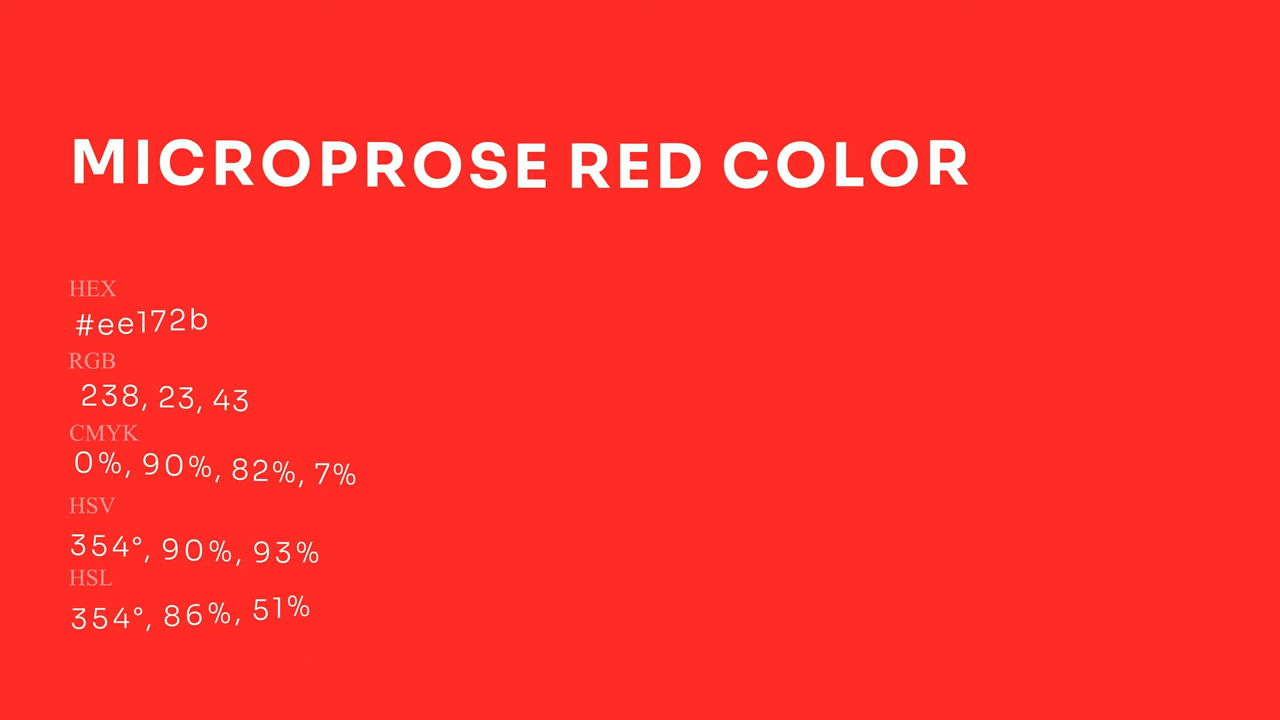 MICROPROSE RED COLOR
HEX
#ee172b
RGB
238, 23, 43
CMYK
0%, 90%, 82%, 7%
HSV
354°, 90%, 93%
HSL
354°, 86%, 51%